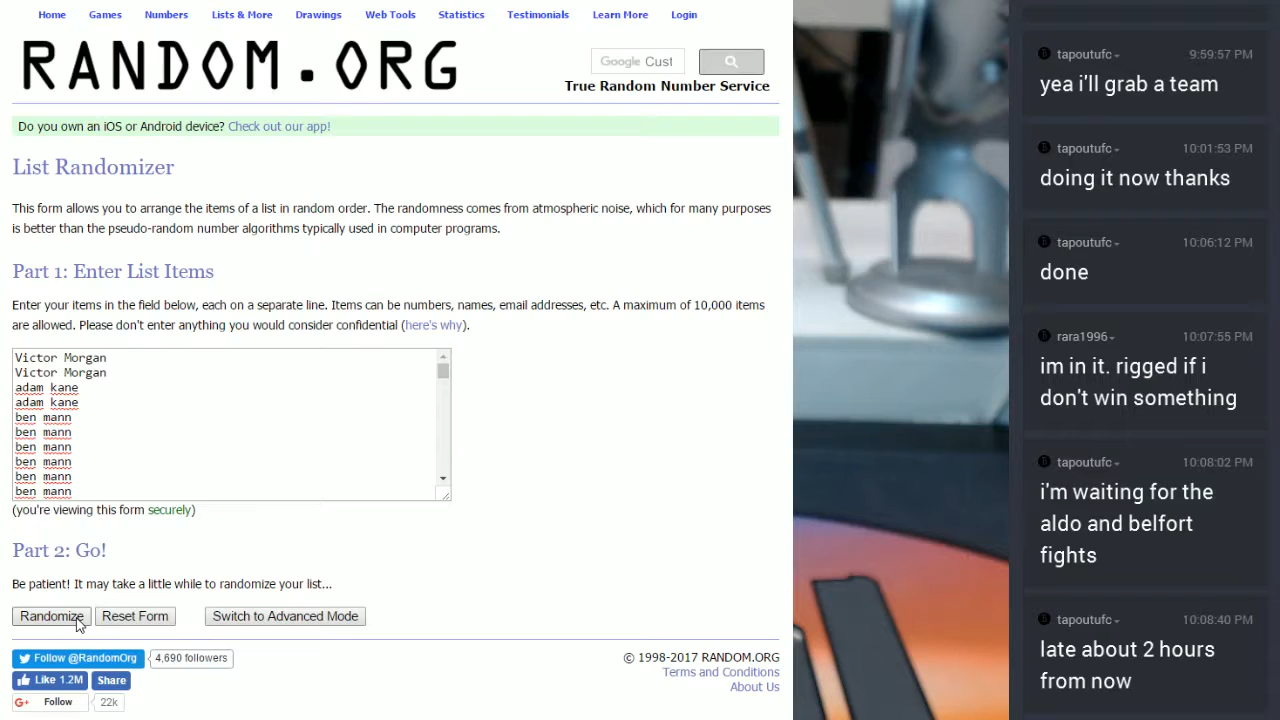 Home Games Numbers Lists & More Drawings Web Tools Statistics Testimonials Learn More Login
RANDOM.ORG
Google Cust
True Random Number Service
Do you own an iOS or Android device? Check out our app!
List Randomizer
This form allows you to arrange the items of a list in random order. The randomness comes from atmospheric noise, which for many purposes
is better than the pseudo-random number algorithms typically used in computer programs.
Part 1: Enter List Items
Enter your items in the field below, each on a separate line. Items can be numbers, names, email addresses, etc. A maximum of 10,000 items
are allowed. Please don't enter anything you would consider confidential (here's why).
Victor Morgan
Victor Morgan
adam kane
adam kane
ben mann
ben mann
ben mann
ben mann
ben mann
ben mann
(you're viewing this form securely)
Part 2: Go!
Be patient! It may take a little while to randomize your list...
Randomize Reset Form Switch to Advanced Mode
Follow @RandomOrg 4,690 followers
Like 1.2M Share
G+ Follow 22k
© 1998-2017 RANDOM.ORG
Terms and Conditions
About Us
tapoutufc 9:59:57 PM
yea i'll grab a team
tapoutufc 10:01:53 PM
doing it now thanks
tapoutufc 10:06:12 PM
done
rara1996 10:07:55 PM
im in it. rigged if i
don't win something
tapoutufc 10:08:02 PM
i'm waiting for the
aldo and belfort
fights
tapoutufc 10:08:40 PM
late about 2 hours
from now